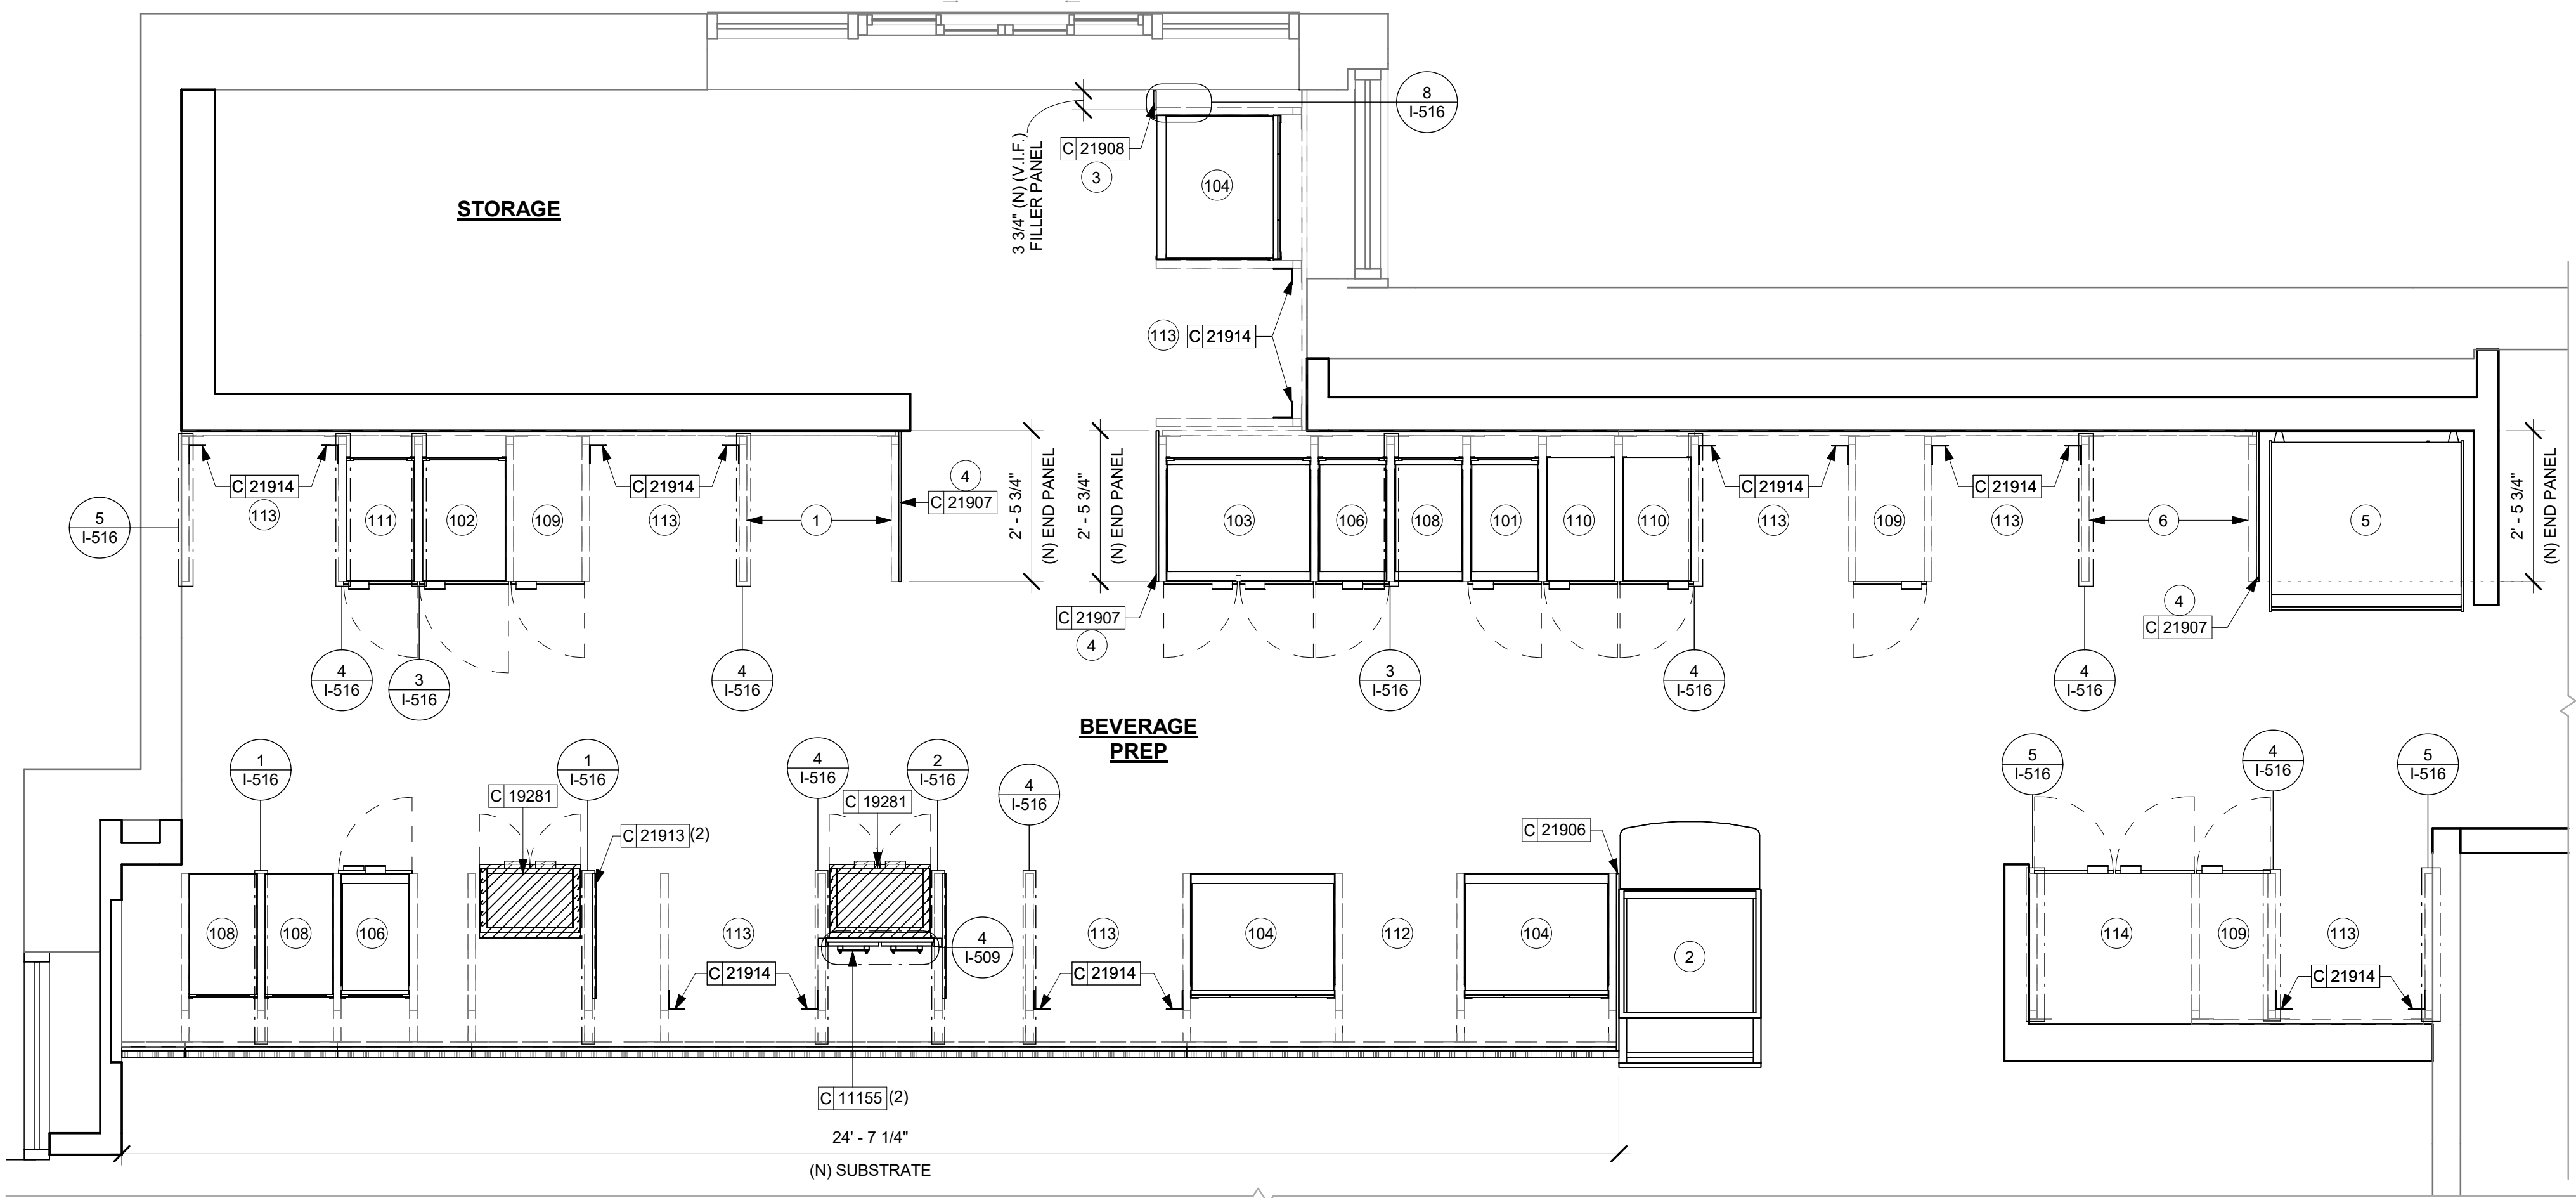 8
I-516
C 21908
3
3 3/4" (N) (V.I.F.)
FILLER PANEL
104
STORAGE
113
C 21914
5
I-516
C 21914
113
111
102
109
C 21914
113
1
4
C 21907
2' - 5 3/4"
(N) END PANEL
2' - 5 3/4"
(N) END PANEL
103
106
108
101
110
110
C 21914
113
109
C 21914
113
6
5
2' - 5 3/4"
(N) END PANEL
C 21907
4
4
C 21907
4
I-516
3
I-516
4
I-516
3
I-516
4
I-516
4
I-516
BEVERAGE
PREP
1
I-516
1
I-516
4
I-516
2
I-516
4
I-516
5
I-516
4
I-516
5
I-516
C 19281
C 19281
C 21913 (2)
C 21906
108
108
106
113
C 21914
4
I-509
113
C 21914
104
112
104
2
114
109
113
C 21914
C 11155 (2)
24' - 7 1/4"
(N) SUBSTRATE